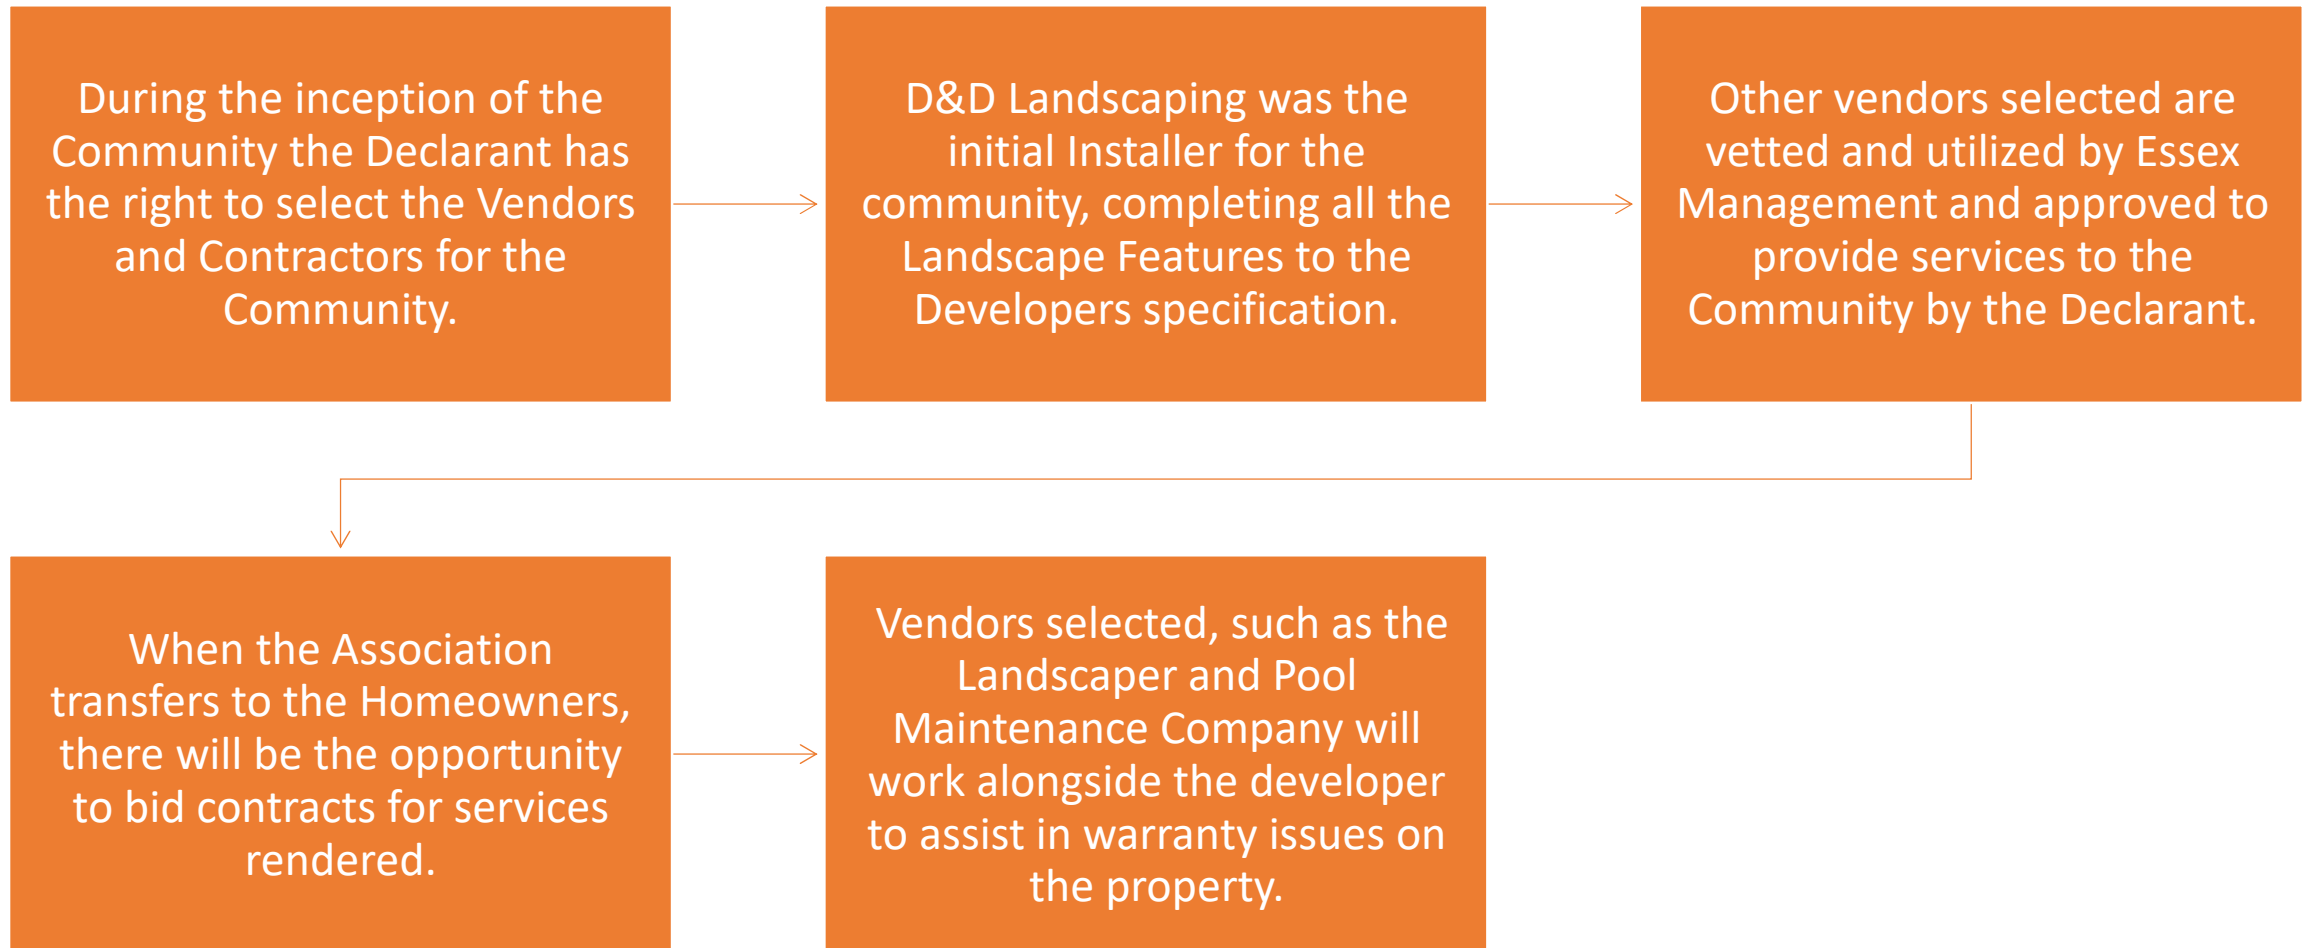 During the inception of the
Community the Declarant has
the right to select the Vendors
and Contractors for the
Community.
D&D Landscaping was the
initial Installer for the
community, completing all the
Landscape Features to the
Developers specification.
Other vendors selected are
vetted and utilized by Essex
Management and approved to
provide services to the
Community by the Declarant.
When the Association
transfers to the Homeowners,
there will be the opportunity
to bid contracts for services
rendered.
Vendors selected, such as the
Landscaper and Pool
Maintenance Company will
work alongside the developer
to assist in warranty issues on
the property.